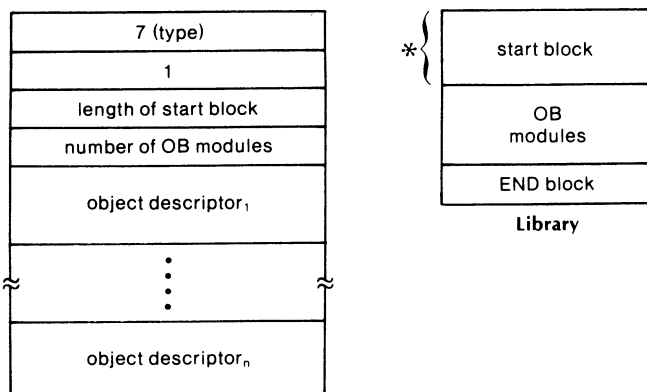 7 (type)
1
length of start block
number of OB modules
object descriptor₁
object descriptorₙ
*
start block
OB
modules
END block
Library